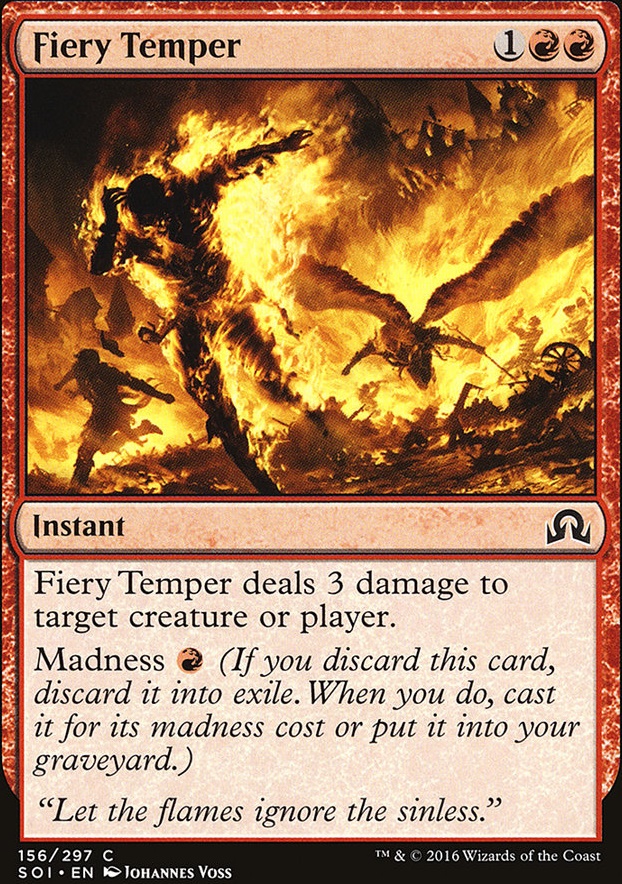 Fiery Temper 1
Instant
Fiery Temper deals 3 damage to
target creature or player.
Madness (If you discard this card,
discard it into exile. When you do, cast
it for its madness cost or put it into your
graveyard.)
“Let the flames ignore the sinless.”
156/297 C
SOI • EN Johannes Voss
™ & © 2016 Wizards of the Coast